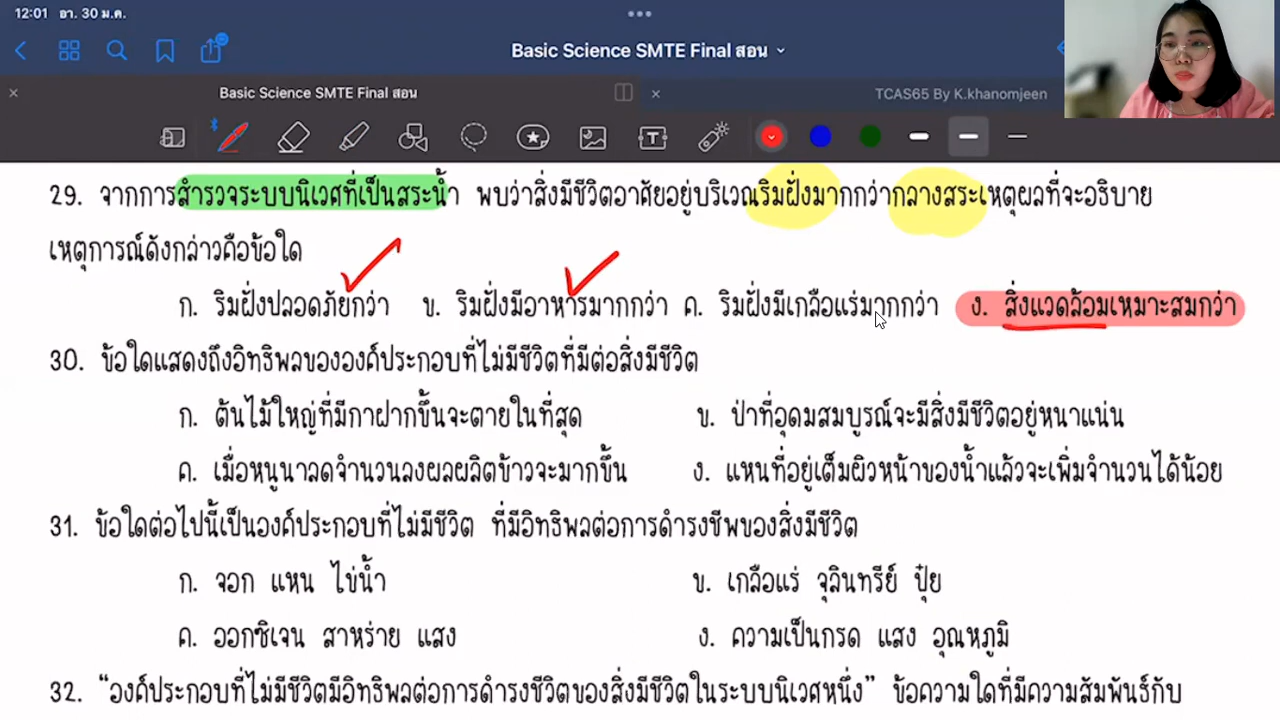 12:01 อา. 30 ม.ค.
Basic Science SMTE Final สอน
Basic Science SMTE Final สอน
TCAS65 By K.khanomjeen
29. จากการสำรวจระบบนิเวศที่เป็นสระน้ำ พบว่าสิ่งมีชีวิตอาศัยอยู่บริเวณริมฝั่งมากกว่ากลางสระเหตุผลที่จะอธิบาย
เหตุการณ์ดังกล่าวคือข้อใด
ก. ริมฝั่งปลอดภัยกว่า ข. ริมฝั่งมีอาหารมากกว่า ค. ริมฝั่งมีเกลือแร่มากกว่า ง. สิ่งแวดล้อมเหมาะสมกว่า
30. ข้อใดแสดงถึงอิทธิพลขององค์ประกอบที่ไม่มีชีวิตที่มีต่อสิ่งมีชีวิต
ก. ต้นไม้ใหญ่ที่มีกาฝากขึ้นจะตายในที่สุด ข. ป่าที่อุดมสมบูรณ์จะมีสิ่งมีชีวิตอยู่หนาแน่น
ค. เมื่อหนูนาลดจำนวนลงผลผลิตข้าวจะมากขึ้น ง. แหนที่อยู่เต็มผิวหน้าของน้ำแล้วจะเพิ่มจำนวนได้น้อย
31. ข้อใดต่อไปนี้เป็นองค์ประกอบที่ไม่มีชีวิต ที่มีอิทธิพลต่อการดำรงชีพของสิ่งมีชีวิต
ก. จอก แหน ไข่น้ำ ข. เกลือแร่ จุลินทรีย์ ปุ๋ย
ค. ออกซิเจน สาหร่าย แสง ง. ความเป็นกรด แสง อุณหภูมิ
32. "องค์ประกอบที่ไม่มีชีวิตมีอิทธิพลต่อการดำรงชีวิตของสิ่งมีชีวิตในระบบนิเวศหนึ่ง" ข้อความใดที่มีความสัมพันธ์กับ